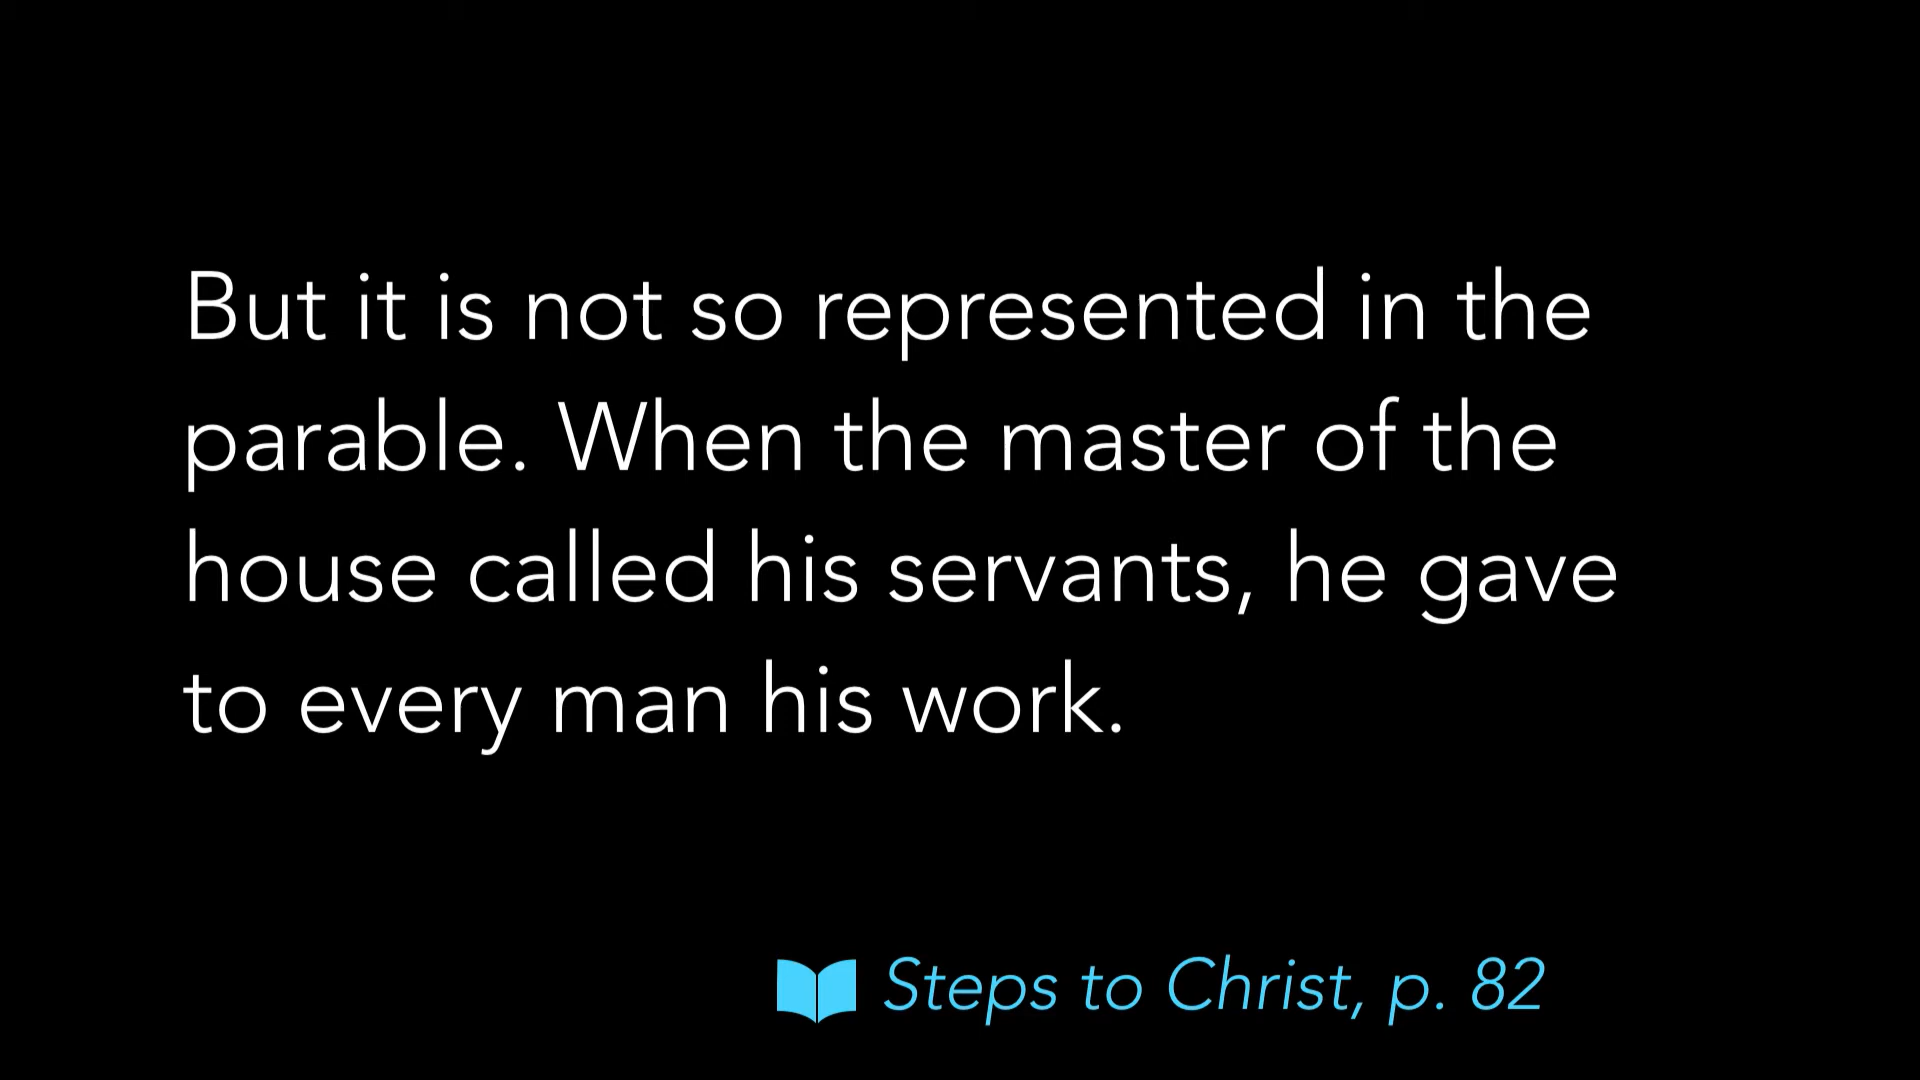 But it is not so represented in the
parable. When the master of the
house called his servants, he gave
to every man his work.
Steps to Christ, p. 82